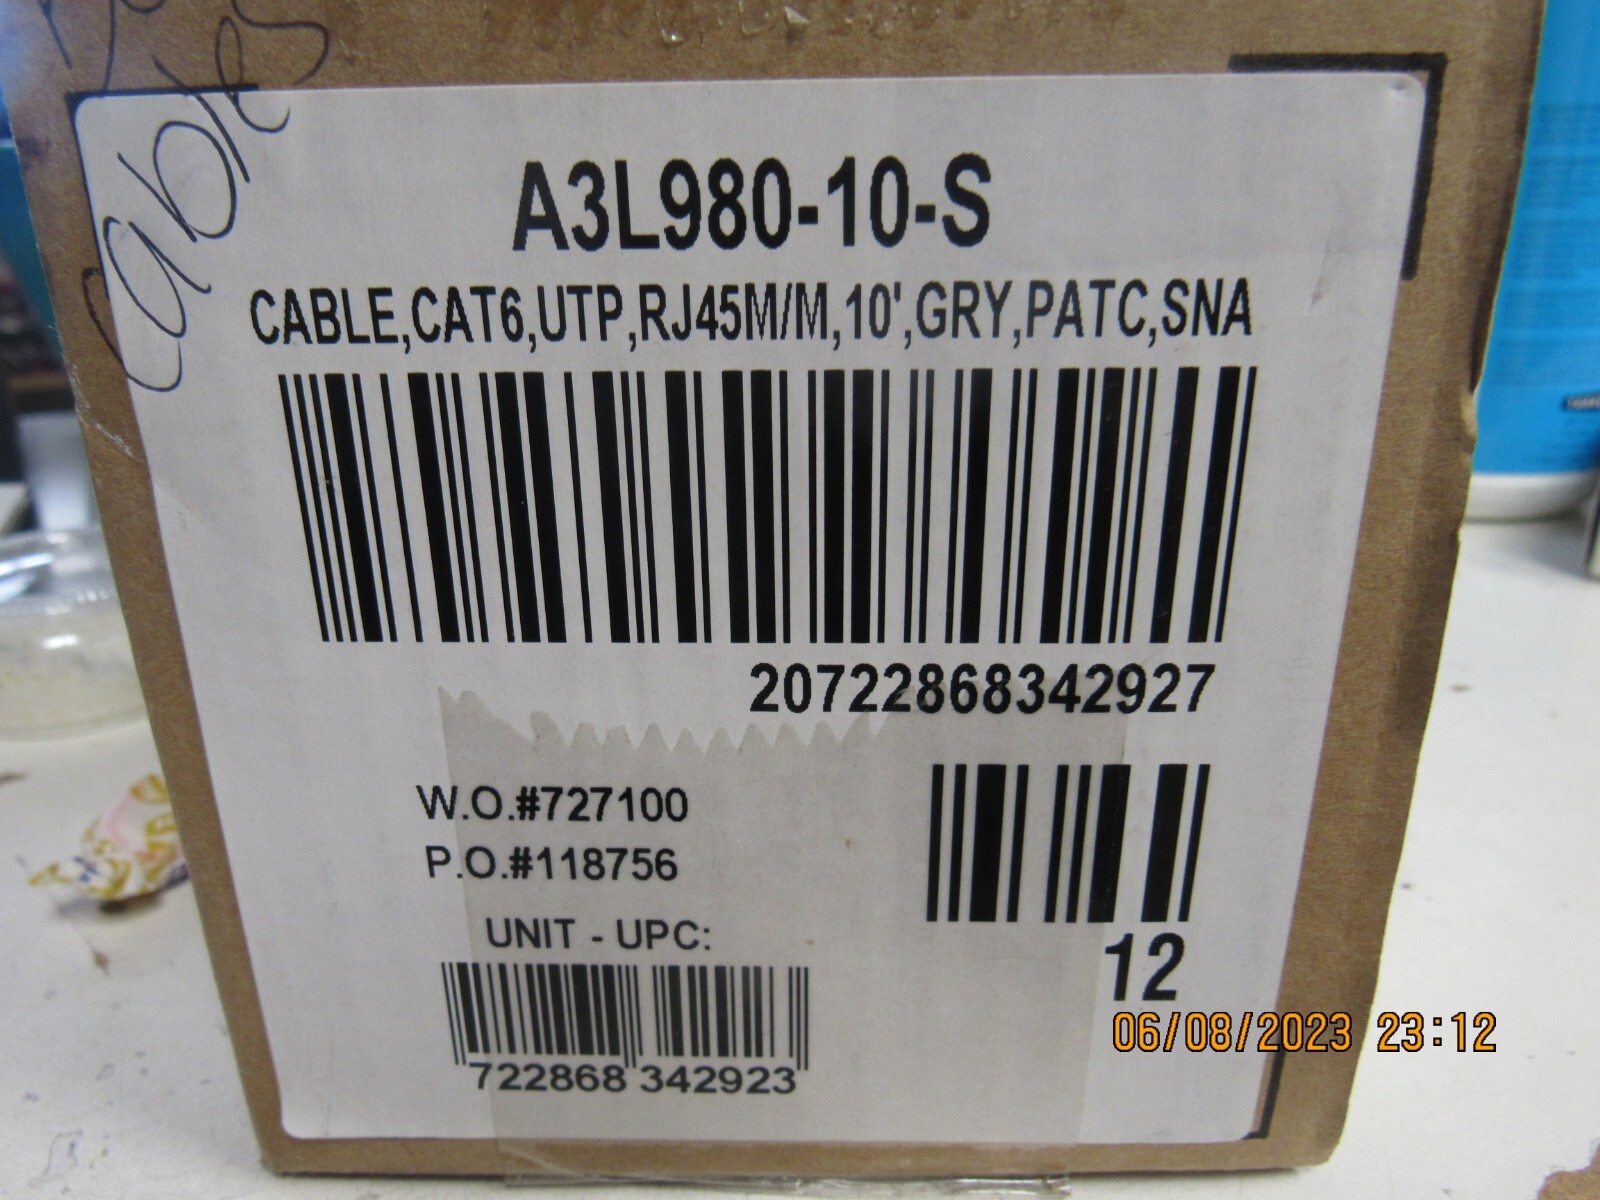 cables
A3L980-10-S
CABLE,CAT6,UTP,RJ45M/M,10',GRY,PATC,SNA
20722868342927
W.O.#727100
P.O.#118756
12
UNIT - UPC:
722868 342923
06/08/2023 23:12